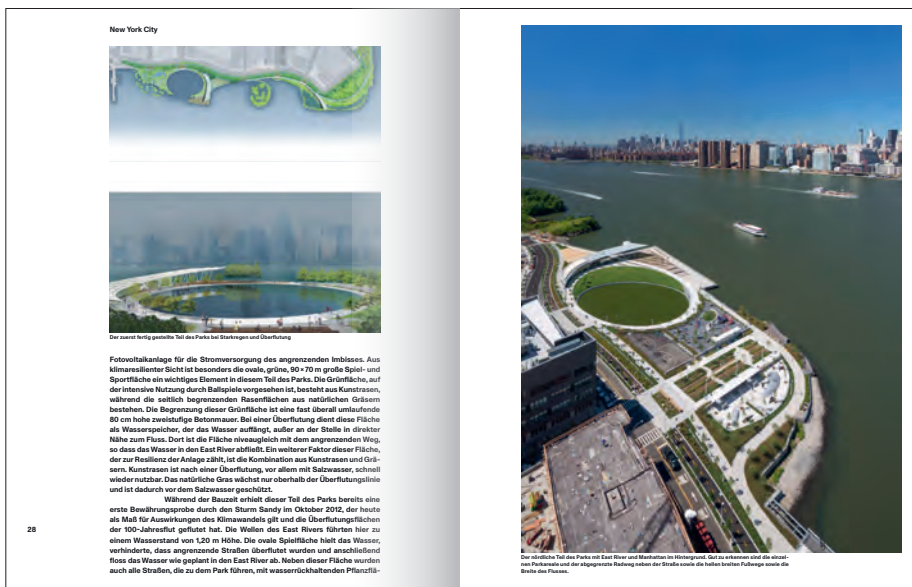 New York City
Der zuerst fertig gestellte Teil des Parks bei Starkregen und Überflutung
Fotovoltaikanlage für die Stromversorgung des angrenzenden Imbisses. Aus
klimaresilienter Sicht ist besonders die ovale, grüne, 90 × 70 m große Spiel- und
Sportfläche ein wichtiges Element in diesem Teil des Parks. Die Grünfläche, auf
der intensive Nutzung durch Ballspiele vorgesehen ist, besteht aus Kunstrasen,
während die seitlich begrenzenden Rasenflächen aus natürlichen Gräsern
bestehen. Die Begrenzung dieser Grünfläche ist eine fast überall umlaufende
80 cm hohe zweistufige Betonmauer. Bei einer Überflutung dient diese Fläche
als Wasserspeicher, der das Wasser auffängt, außer an der Stelle in direkter
Nähe zum Fluss. Dort ist die Fläche niveaugleich mit dem angrenzenden Weg,
so dass das Wasser in den East River abfließt. Ein weiterer Faktor dieser Fläche,
der zur Resilienz der Anlage zählt, ist die Kombination aus Kunstrasen und Grä-
sern. Kunstrasen ist nach einer Überflutung, vor allem mit Salzwasser, schnell
wieder nutzbar. Das natürliche Gras wächst nur oberhalb der Überflutungslinie
und ist dadurch vor dem Salzwasser geschützt.
Während der Bauzeit erhielt dieser Teil des Parks bereits eine
erste Bewährungsprobe durch den Sturm Sandy im Oktober 2012, der heute
als Maß für Auswirkungen des Klimawandels gilt und die Überflutungsflächen
der 100-Jahresflut geflutet hat. Die Wellen des East Rivers führten hier zu
einem Wasserstand von 1,20 m Höhe. Die ovale Spielfläche hielt das Wasser,
verhinderte, dass angrenzende Straßen überflutet wurden und anschließend
floss das Wasser wie geplant in den East River ab. Neben dieser Fläche wurden
auch alle Straßen, die zu dem Park führen, mit wasserrückhaltenden Pflanzflä-
28
Der nördliche Teil des Parks mit East River und Manhattan im Hintergrund. Gut zu erkennen sind die einzel-
nen Parkareale und der abgegrenzte Radweg neben der Straße sowie die hellen breiten Fußwege sowie die
Breite des Flusses.